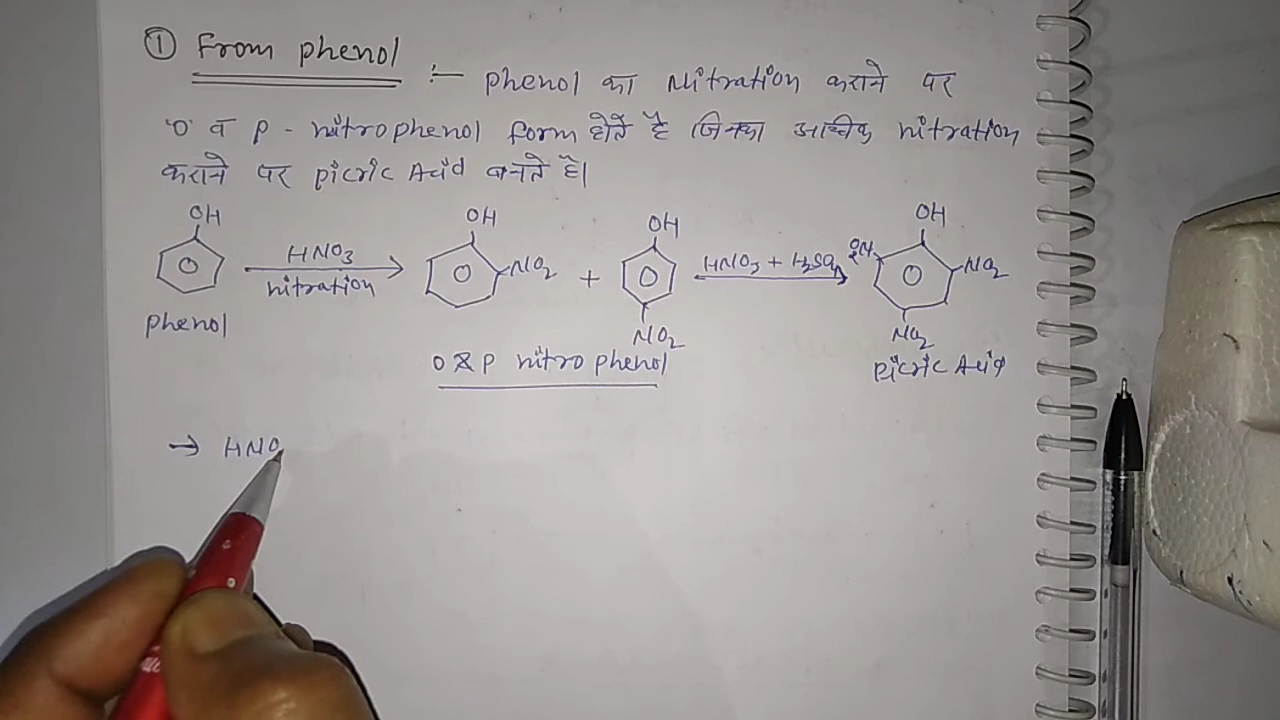 ① From phenol :- phenol का Nitration कराने पर
'o' व p - nitrophenol form होते है जिनका अधिक nitration
कराने पर picric Acid बनते है।
OH OH OH OH
HNO3 NO2 + HNO3 + H2SO4 O2N NO2
nitration
phenol NO2 NO2
o & p nitro phenol picric Acid
→ HNO